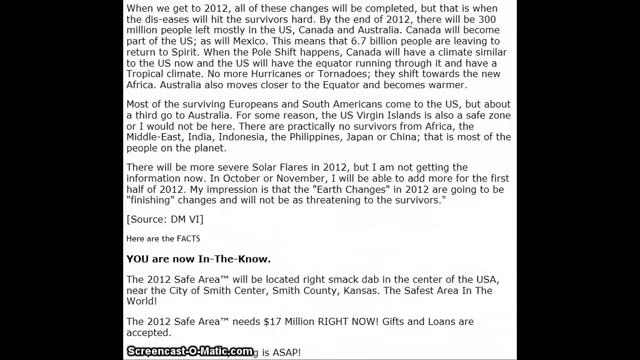 When we get to 2012, all of these changes will be completed, but that is when
the dis-eases will hit the survivors hard. By the end of 2012, there will be 300
million people left mostly in the US, Canada and Australia. Canada will become
part of the US; as will Mexico. This means that 6.7 billion people are leaving to
return to Spirit. When the Pole Shift happens, Canada will have a climate similar
to the US now and the US will have the equator running through it and have a
Tropical climate. No more Hurricanes or Tornadoes; they shift towards the new
Africa. Australia also moves closer to the Equator and becomes warmer.
Most of the surviving Europeans and South Americans come to the US, but about
a third go to Australia. For some reason, the US Virgin Islands is also a safe zone
or I would not be here. There are practically no survivors from Africa, the
Middle-East, India, Indonesia, the Philippines, Japan or China; that is most of the
people on the planet.
There will be more severe Solar Flares in 2012, but I am not getting the
information now. In October or November, I will be able to add more for the first
half of 2012. My impression is that the "Earth Changes" in 2012 are going to be
"finishing" changes and will not be as threatening to the survivors."
[Source: DM VI]
Here are the FACTS
YOU are now In-The-Know.
The 2012 Safe Area™ will be located right smack dab in the center of the USA,
near the City of Smith Center, Smith County, Kansas. The Safest Area In The
World!
The 2012 Safe Area™ needs $17 Million RIGHT NOW! Gifts and Loans are
accepted.
Screencast-O-Matic.com g is ASAP!